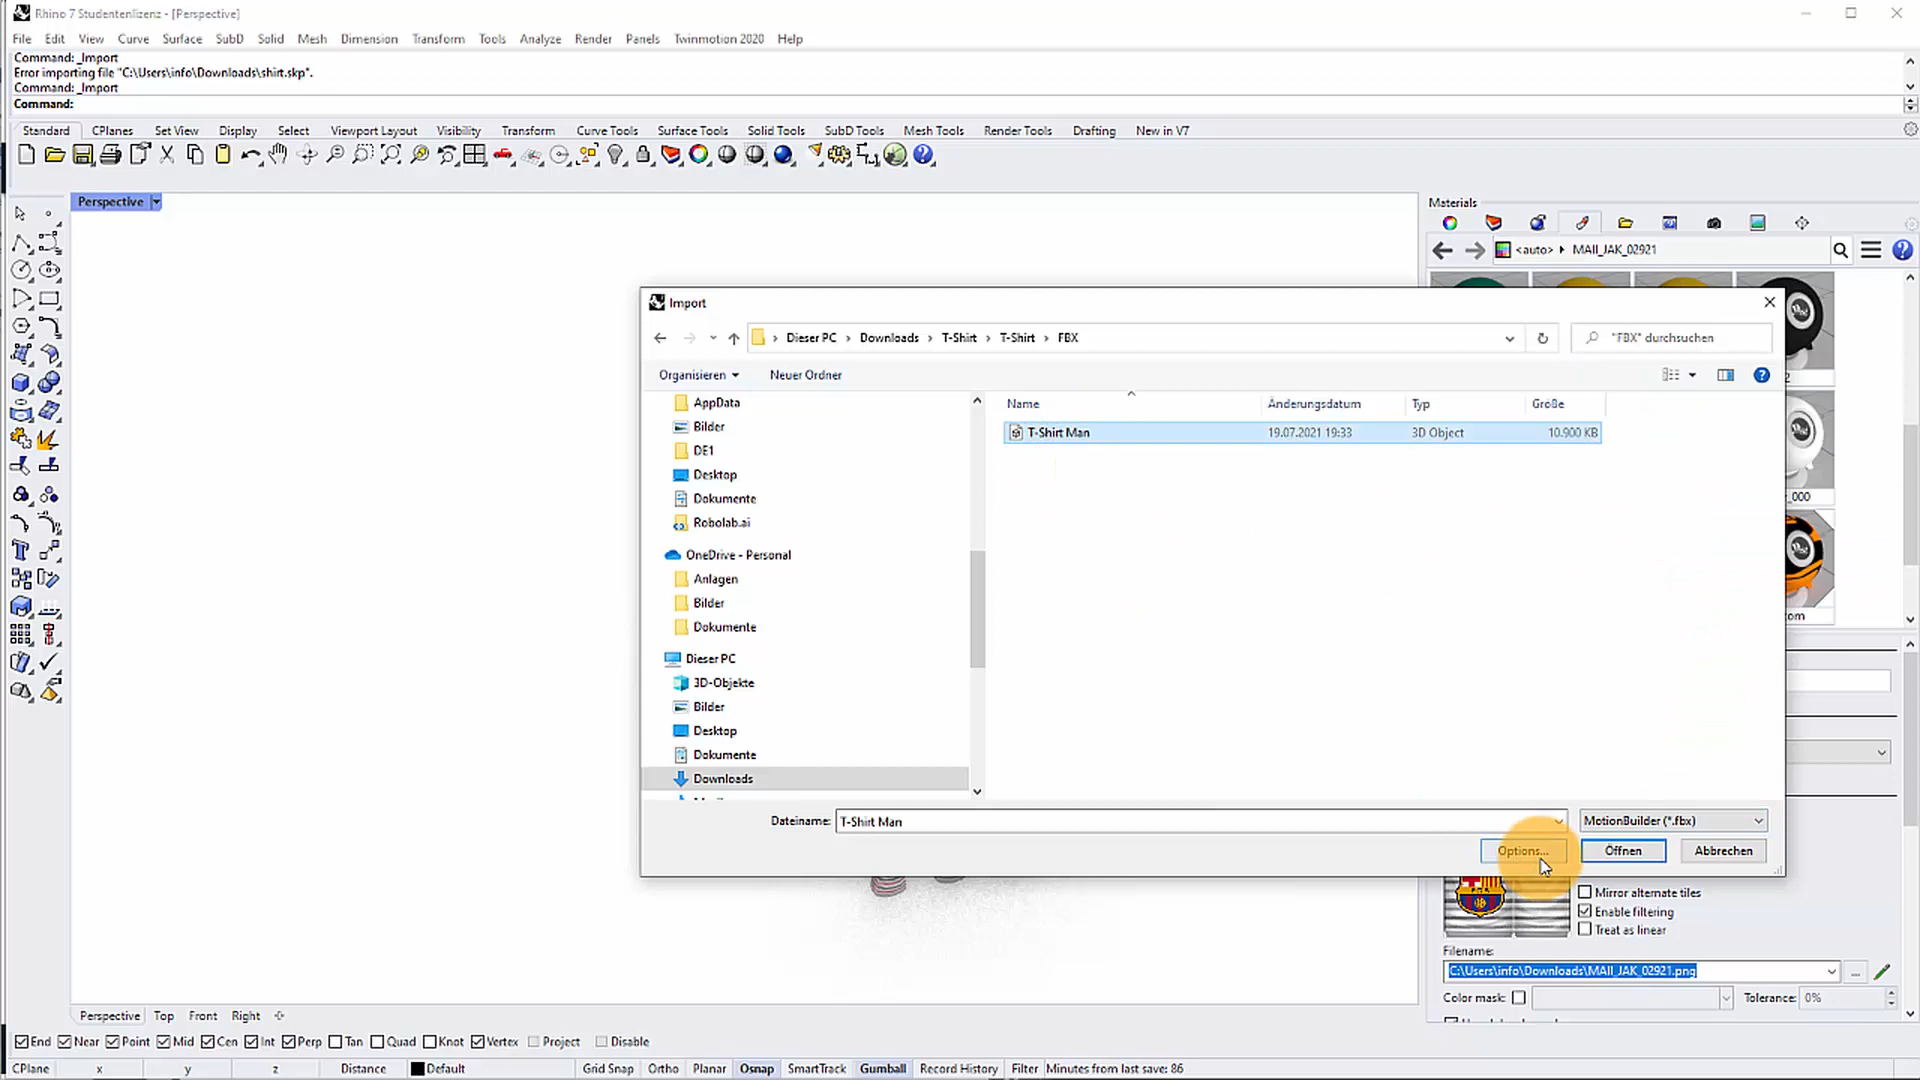 Rhino 7 Studentenlizenz - [Perspective]
File Edit View Curve Surface SubD Solid Mesh Dimension Transform Tools Analyze Render Panels Twinmotion 2020 Help
Command: _Import
Error importing file "C:\Users\info\Downloads\shirt.skp".
Command: _Import
Command:
Standard CPlanes Set View Display Select Viewport Layout Visibility Transform Curve Tools Surface Tools Solid Tools SubD Tools Mesh Tools Render Tools Drafting New in V7
Perspective
Materials
<auto> MAII_JAK_02921
Import
Dieser PC Downloads T-Shirt T-Shirt FBX
"FBX" durchsuchen
Organisieren Neuer Ordner
Name Änderungsdatum Typ Größe
T-Shirt Man 19.07.2021 19:33 3D Object 10.900 KB
AppData
Bilder
DE1
Desktop
Dokumente
Robolab.ai
OneDrive - Personal
Anlagen
Bilder
Dokumente
Dieser PC
3D-Objekte
Bilder
Desktop
Dokumente
Downloads
_000
Dateiname: T-Shirt Man
MotionBuilder (*.fbx)
Options... Öffnen Abbrechen
Mirror alternate tiles
Enable filtering
Treat as linear
Filename:
C:\Users\info\Downloads\MAII_JAK_02921.png
...
Color mask: Tolerance: 0%
Perspective Top Front Right
End Near Point Mid Cen Int Perp Tan Quad Knot Vertex Project Disable
CPlane x y z Distance Default Grid Snap Ortho Planar Osnap SmartTrack Gumball Record History Filter Minutes from last save: 86